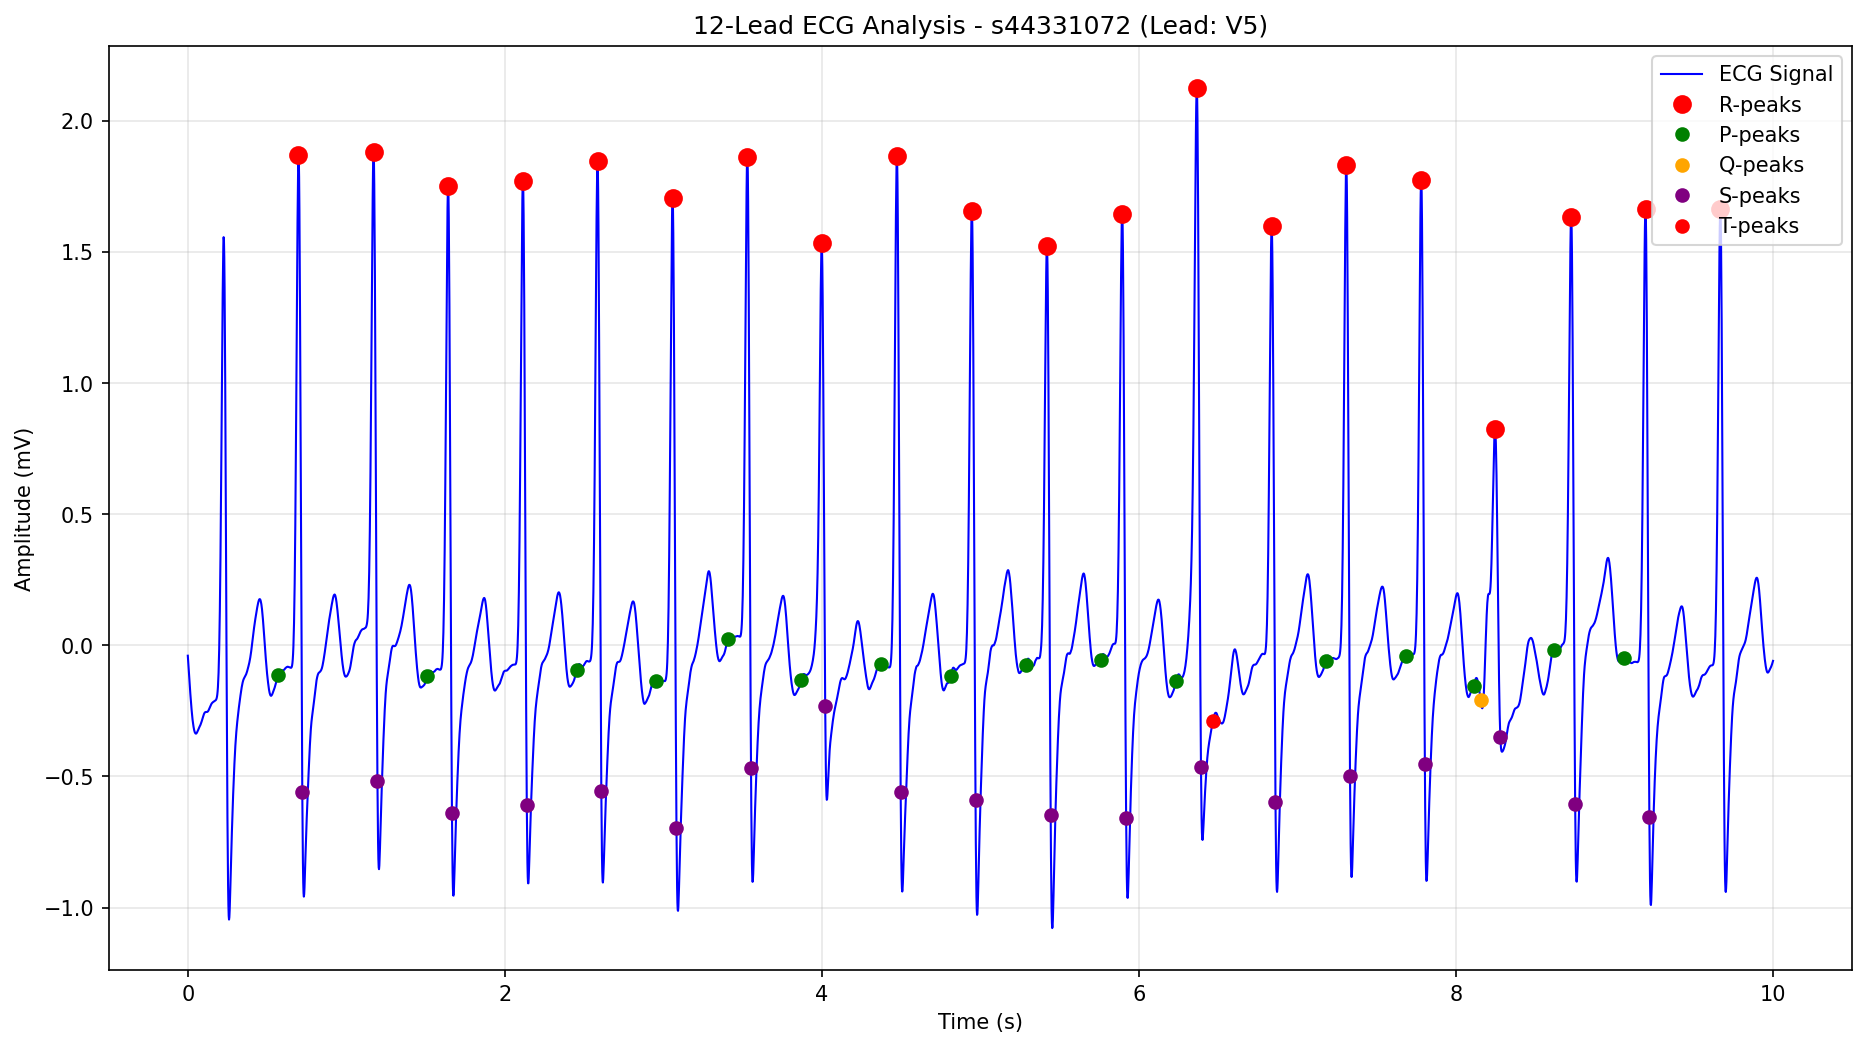 12-Lead ECG Analysis - s44331072 (Lead: V5)
ECG Signal
R-peaks
P-peaks
Q-peaks
S-peaks
T-peaks
Amplitude (mV)
2.0
1.5
1.0
0.5
0.0
−0.5
−1.0
0 2 4 6 8 10
Time (s)